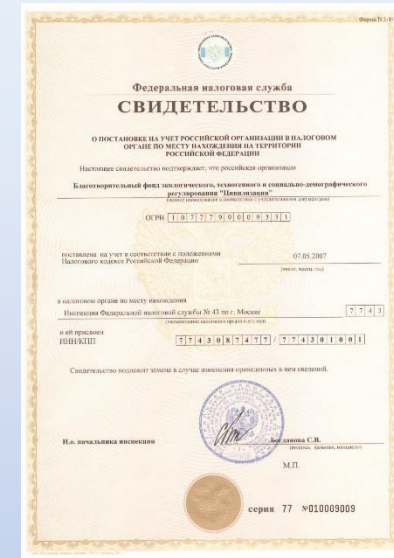 Федеральная налоговая служба
СВИДЕТЕЛЬСТВО
О ПОСТАНОВКЕ НА УЧЕТ РОССИЙСКОЙ ОРГАНИЗАЦИИ В НАЛОГОВОМ
ОРГАНЕ ПО МЕСТУ НАХОЖДЕНИЯ НА ТЕРРИТОРИИ
РОССИЙСКОЙ ФЕДЕРАЦИИ
Настоящее свидетельство подтверждает, что российская организация
Благотворительный фонд экологического, техногенного и социально-демографического
регулирования "Цивилизация"
ОГРН 1077799009331
поставлена на учет в соответствии с положениями
Налогового кодекса Российской Федерации 07.05.2007
(число, месяц, год)
в налоговом органе по месту нахождения
Инспекция Федеральной налоговой службы № 43 по г. Москве 7743
и ей присвоен
ИНН/КПП 7743087477 / 774301001
Свидетельство подлежит замене в случае изменения приведенных в нем сведений.
И.о. начальника инспекции Богданова С.В.
М.П.
серия 77 №010009009